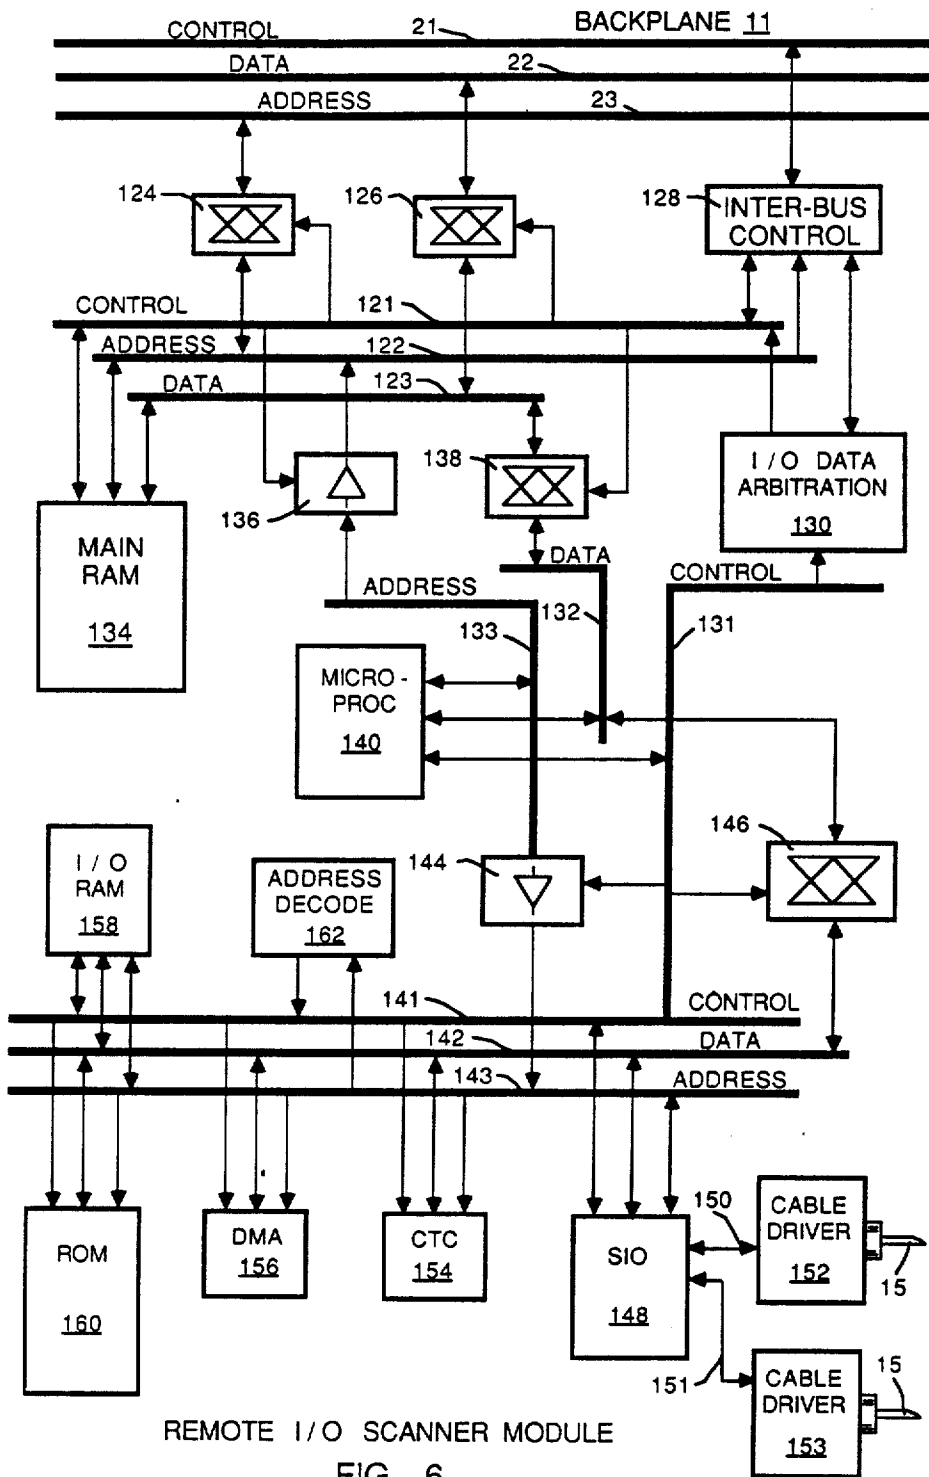 BACKPLANE 11
CONTROL 21
DATA 22
ADDRESS 23
124
126
128
INTER-BUS
CONTROL
CONTROL 121
ADDRESS 122
DATA 123
136
138
I/O DATA
ARBITRATION
130
MAIN
RAM
134
DATA
132
CONTROL
131
ADDRESS
133
MICRO-
PROC
140
146
144
I/O
RAM
158
ADDRESS
DECODE
162
141 CONTROL
142 DATA
143 ADDRESS
ROM
160
DMA
156
CTC
154
SIO
148
150
CABLE
DRIVER
152
15
151
CABLE
DRIVER
153
15
REMOTE I/O SCANNER MODULE
FIG. 6